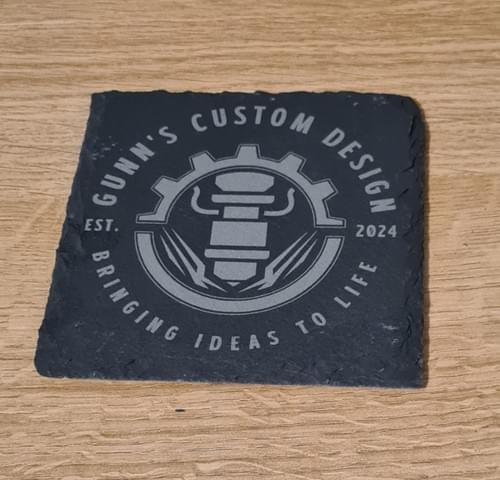 GUNN'S CUSTOM DESIGN
EST. 2024
BRINGING IDEAS TO LIFE